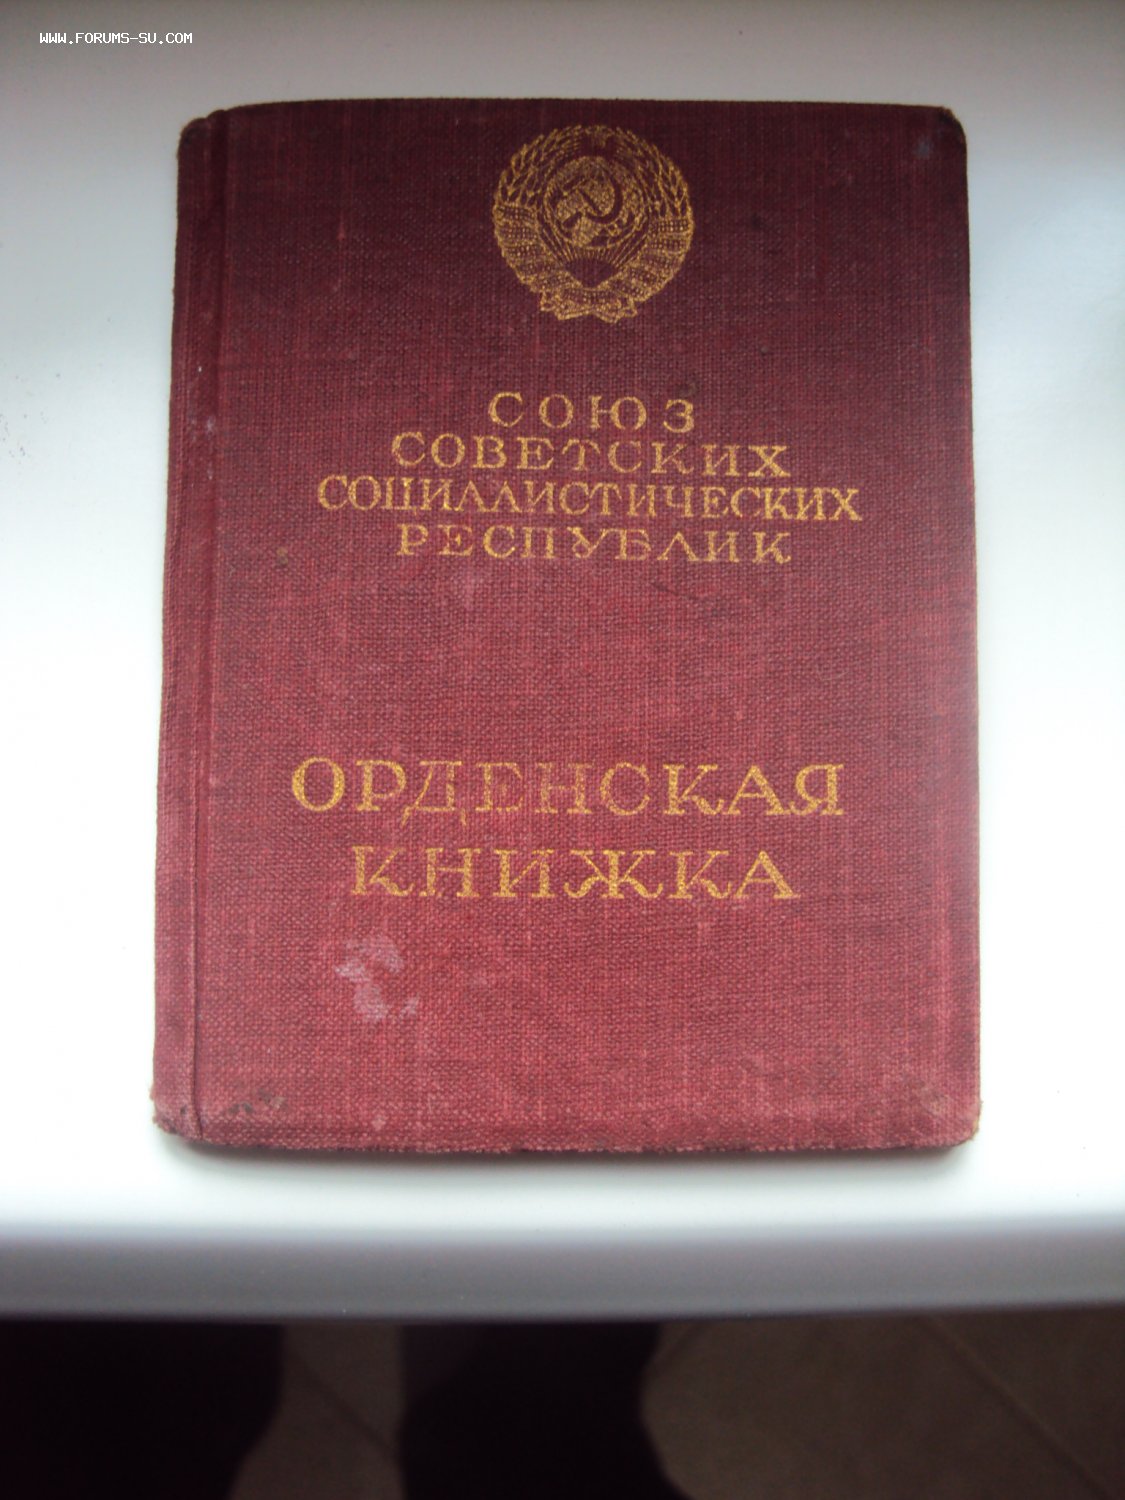 WWW.FORUMS-SU.COM
СОЮЗ
СОВЕТСКИХ
СОЦИАЛИСТИЧЕСКИХ
РЕСПУБЛИК
ОРДЕНСКАЯ
КНИЖКА